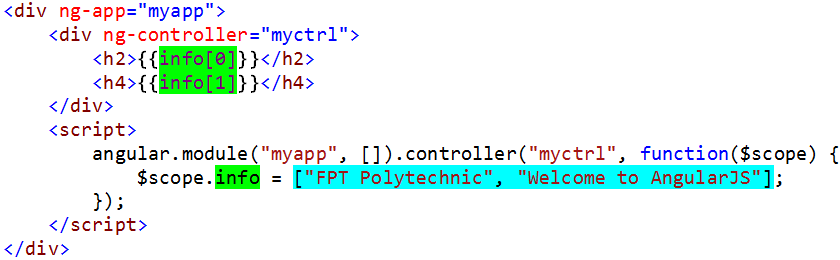 <div ng-app="myapp">
    <div ng-controller="myctrl">
        <h2>{{info[0]}}</h2>
        <h4>{{info[1]}}</h4>
    </div>
    <script>
        angular.module("myapp", []).controller("myctrl", function($scope) {
            $scope.info = ["FPT Polytechnic", "Welcome to AngularJS"];
        });
    </script>
</div>